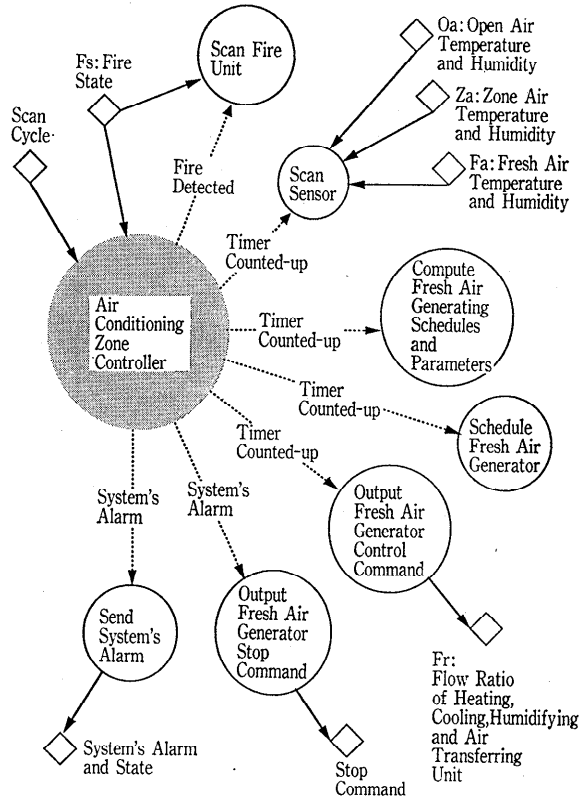 Scan Fire
Unit
Fs: Fire
State
Scan
Cycle
Oa: Open Air
Temperature
and Humidity
Za: Zone Air
Temperature
and Humidity
Fa: Fresh Air
Temperature
and Humidity
Fire
Detected
Scan
Sensor
Timer
Counted-up
Air
Conditioning
Zone
Controller
Timer
Counted-up
Compute
Fresh Air
Generating
Schedules
and
Parameters
Timer
Counted-up
Schedule
Fresh Air
Generator
Timer
Counted-up
System's
Alarm
System's
Alarm
Output
Fresh Air
Generator
Control
Command
Send
System's
Alarm
Output
Fresh Air
Generator
Stop
Command
Fr:
Flow Ratio
of Heating,
Cooling,Humidifying
and Air
Transferring
Unit
System's Alarm
and State
Stop
Command